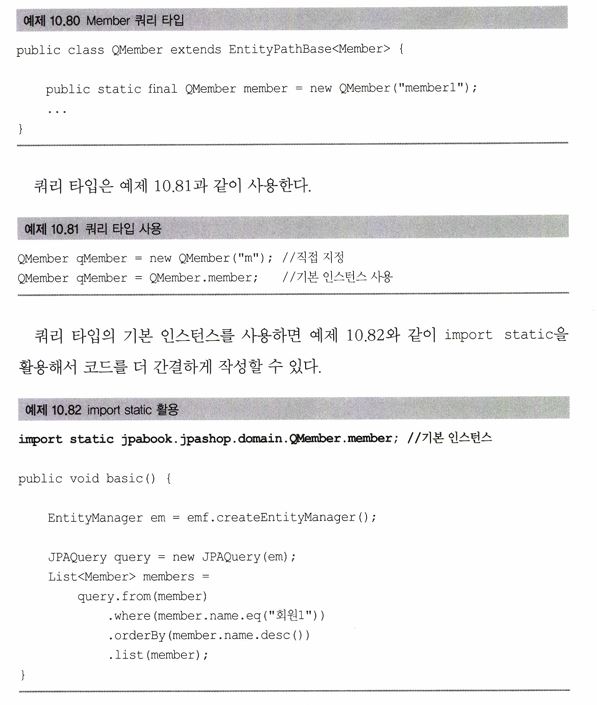 예제 10.80 Member 쿼리 타입
public class QMember extends EntityPathBase<Member> {
public static final QMember member = new QMember("member1");
...
}
쿼리 타입은 예제 10.81과 같이 사용한다.
예제 10.81 쿼리 타입 사용
QMember qMember = new QMember("m"); //직접 지정
QMember qMember = QMember.member; //기본 인스턴스 사용
쿼리 타입의 기본 인스턴스를 사용하면 예제 10.82와 같이 import static을
활용해서 코드를 더 간결하게 작성할 수 있다.
예제 10.82 import static 활용
import static jpabook.jpashop.domain.QMember.member; //기본 인스턴스
public void basic() {
EntityManager em = emf.createEntityManager();
JPAQuery query = new JPAQuery(em);
List<Member> members =
query.from(member)
.where(member.name.eq("회원1"))
.orderBy(member.name.desc())
.list(member);
}